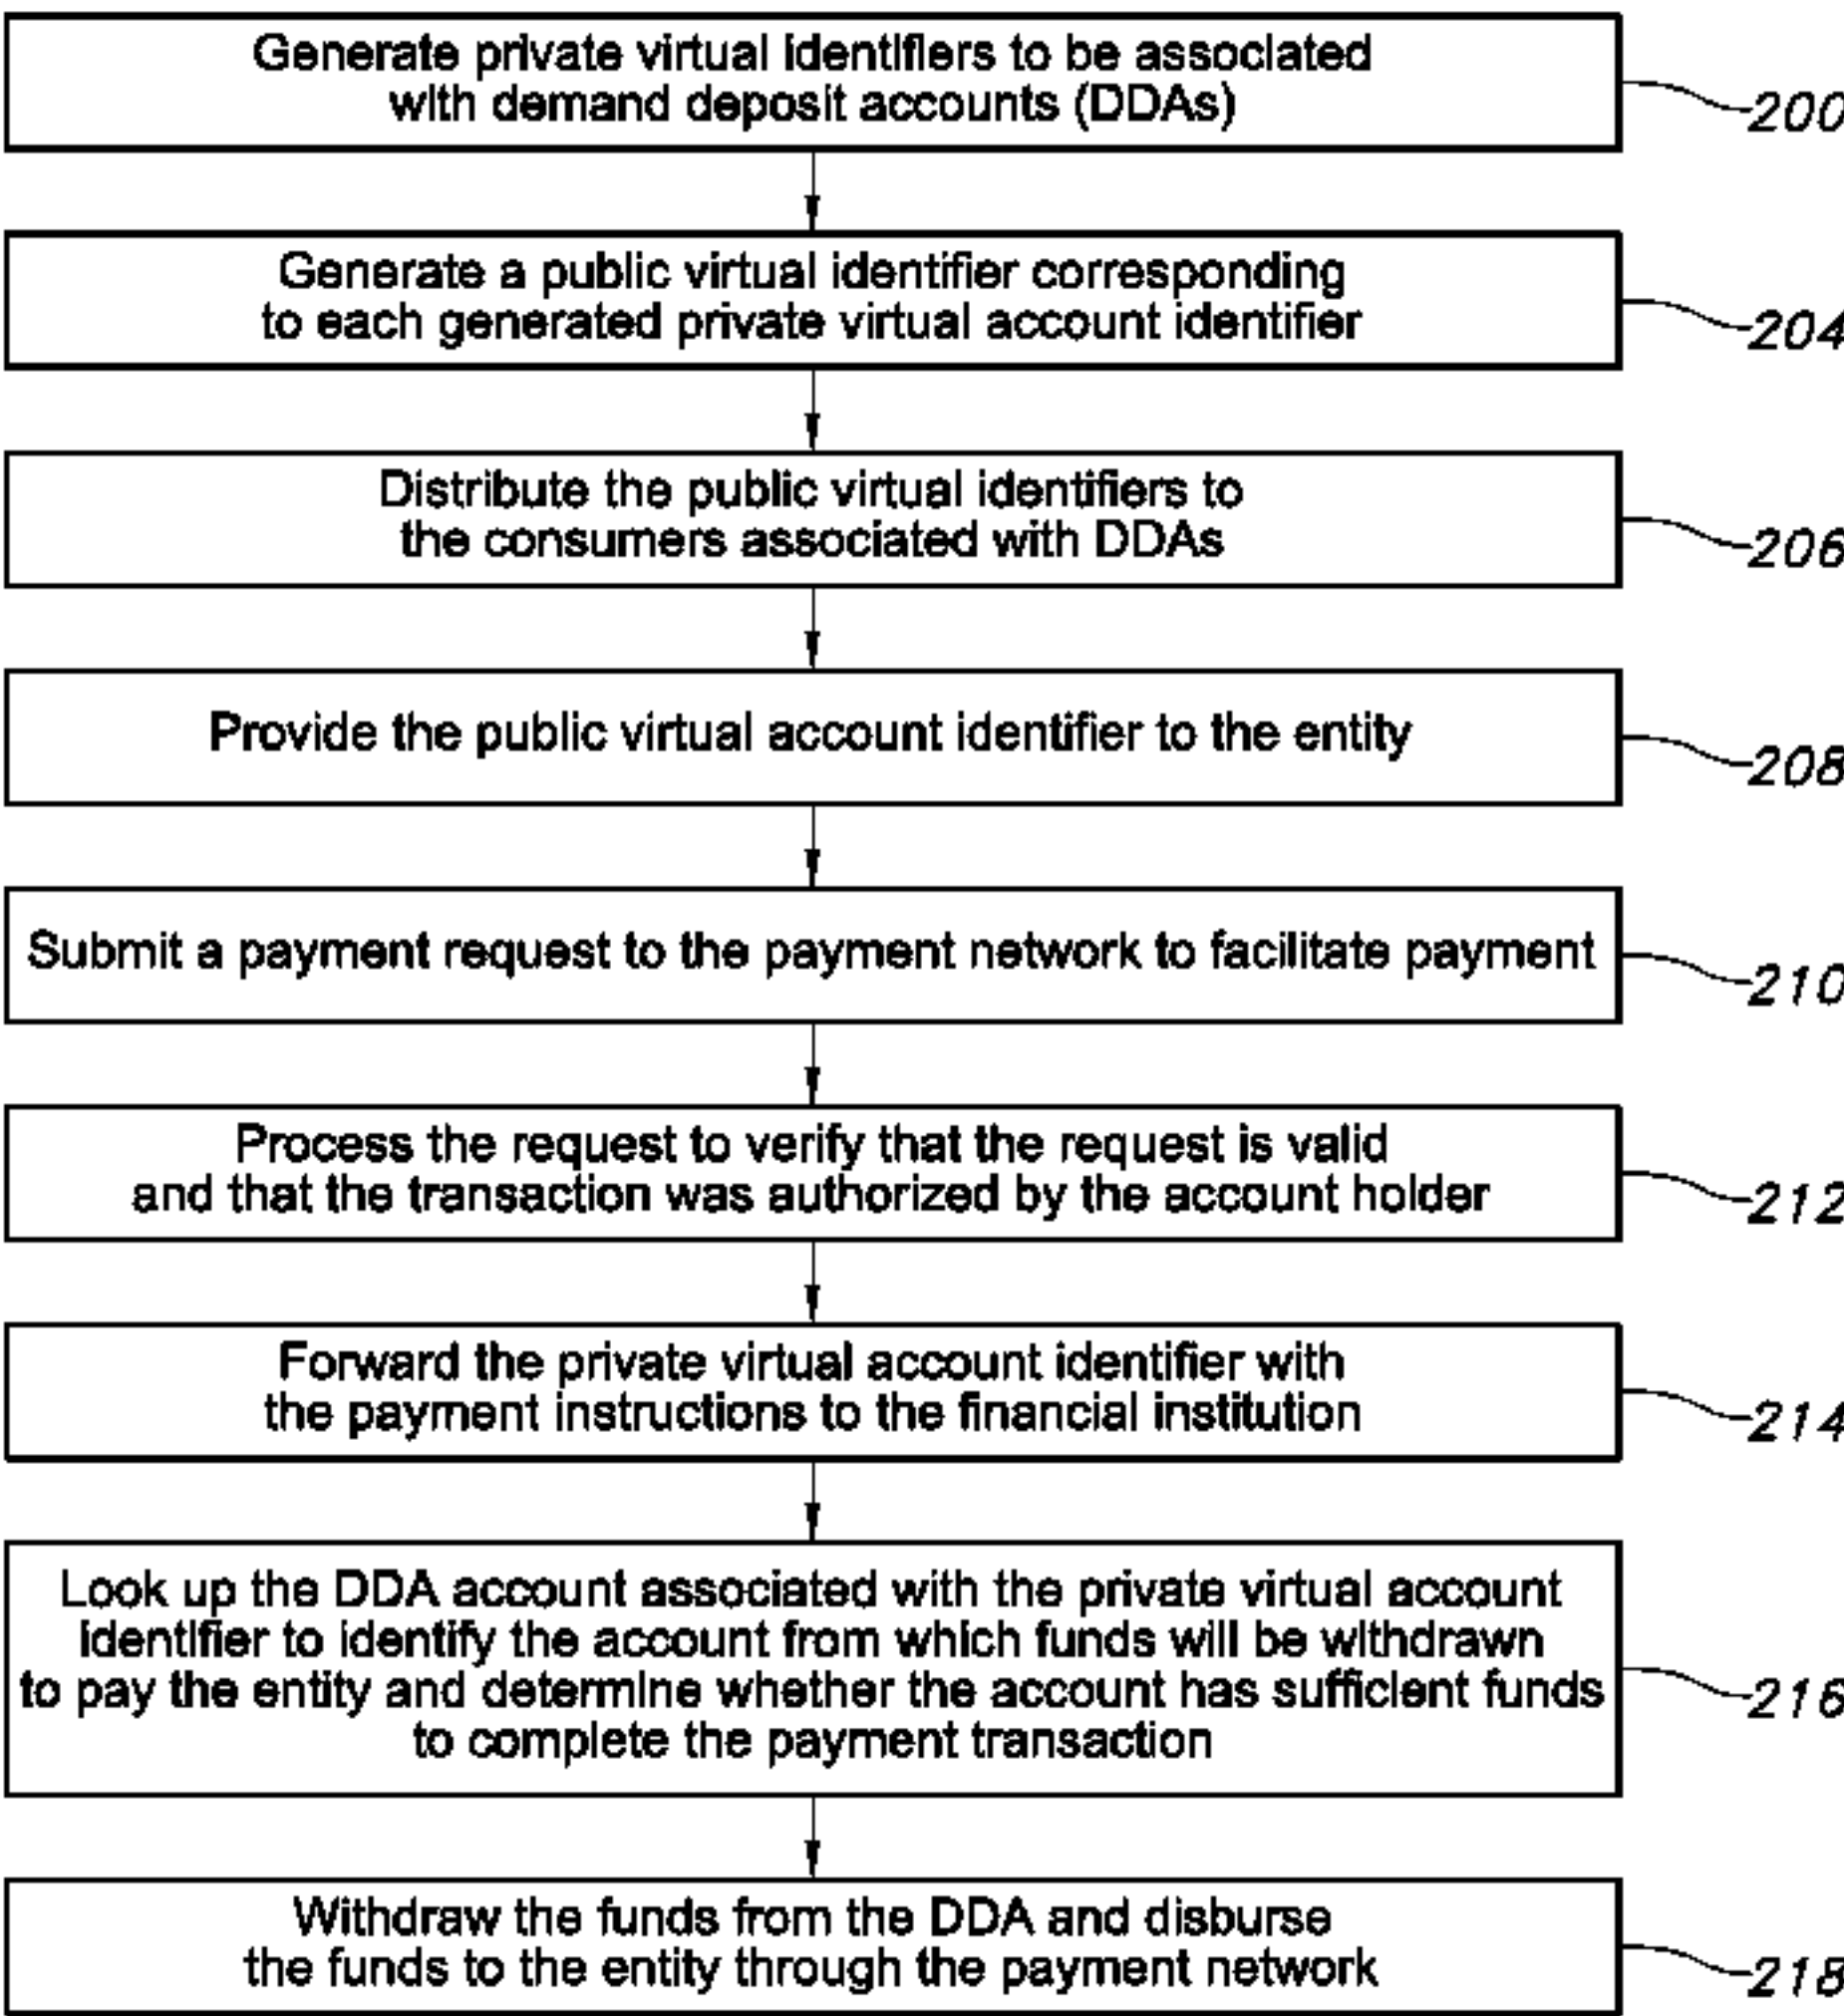 Generate private virtual identifiers to be associated
with demand deposit accounts (DDAs)
200
Generate a public virtual identifier corresponding
to each generated private virtual account identifier
204
Distribute the public virtual identifiers to
the consumers associated with DDAs
206
Provide the public virtual account identifier to the entity
208
Submit a payment request to the payment network to facilitate payment
210
Process the request to verify that the request is valid
and that the transaction was authorized by the account holder
212
Forward the private virtual account identifier with
the payment instructions to the financial institution
214
Look up the DDA account associated with the private virtual account
identifier to identify the account from which funds will be withdrawn
to pay the entity and determine whether the account has sufficient funds
to complete the payment transaction
216
Withdraw the funds from the DDA and disburse
the funds to the entity through the payment network
218